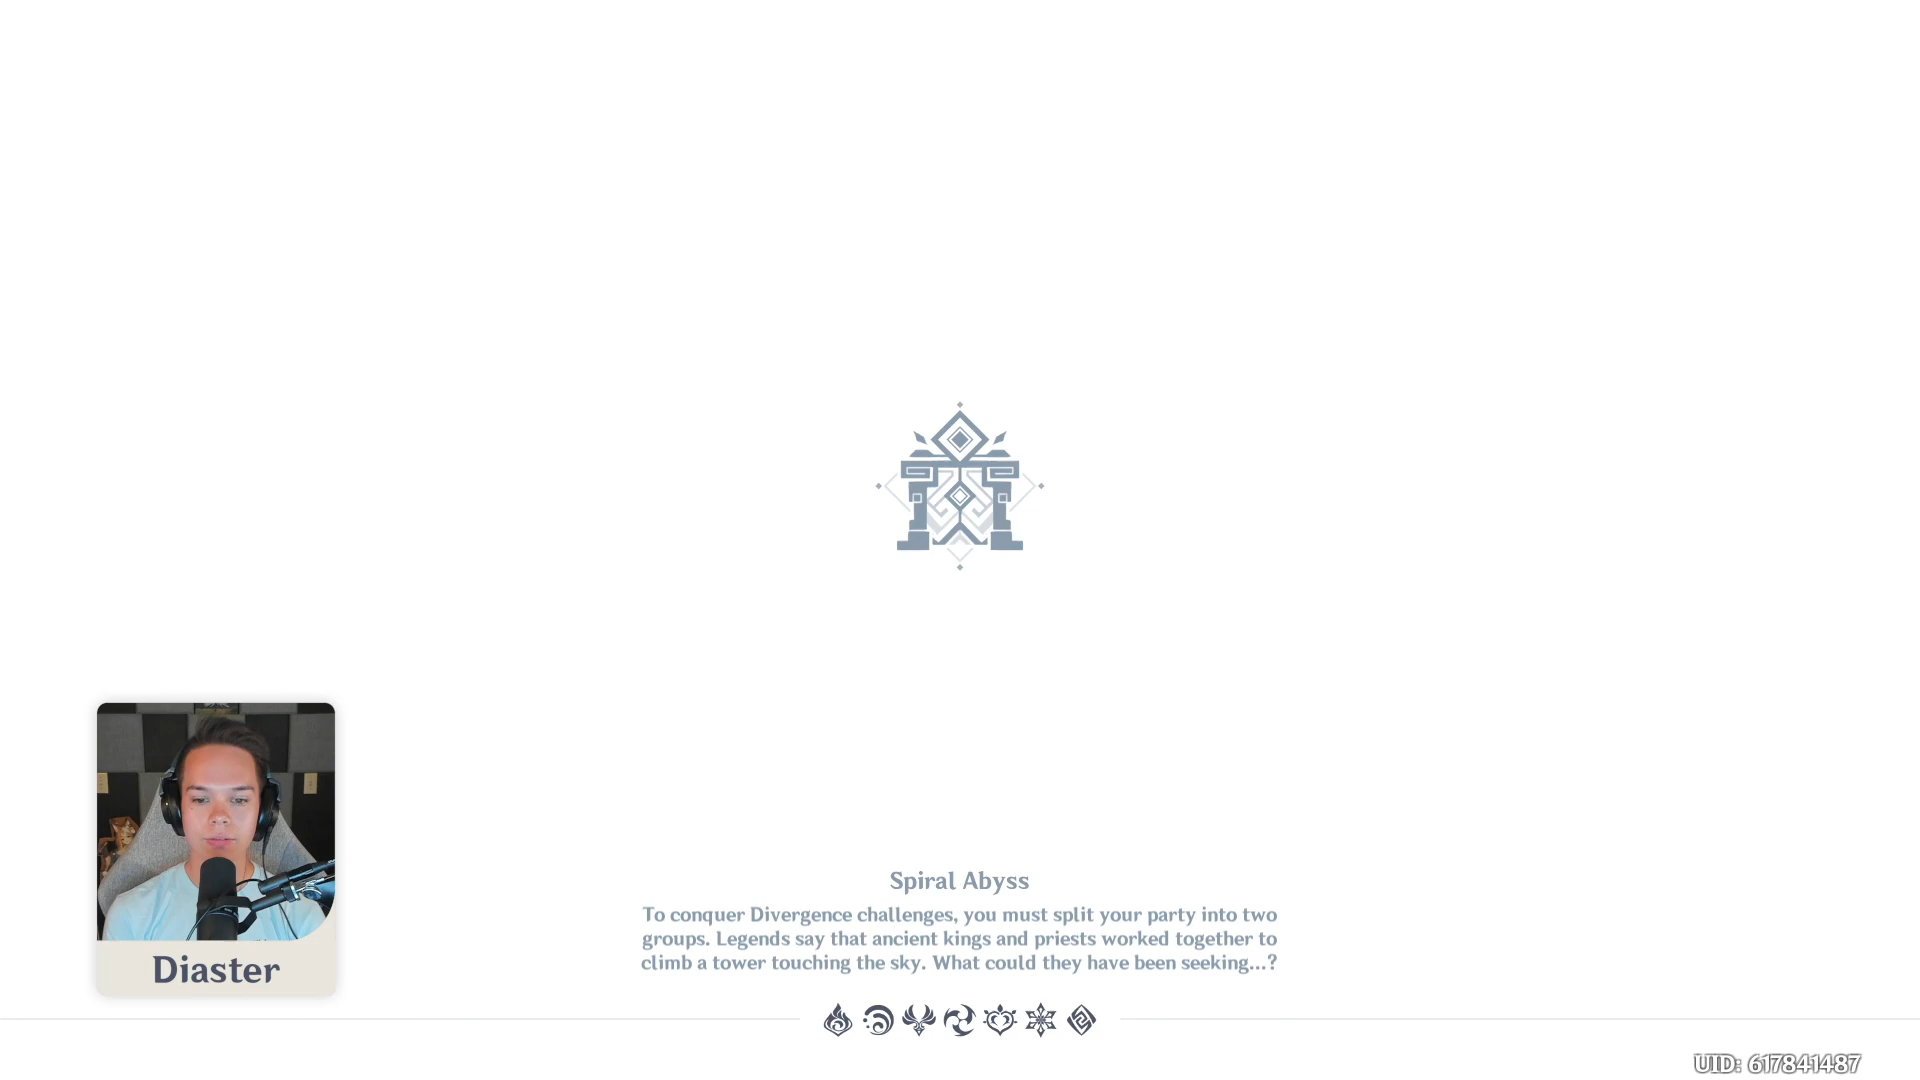 Spiral Abyss
To conquer Divergence challenges, you must split your party into two
groups. Legends say that ancient kings and priests worked together to
climb a tower touching the sky. What could they have been seeking...?
Diaster
UID: 617841487